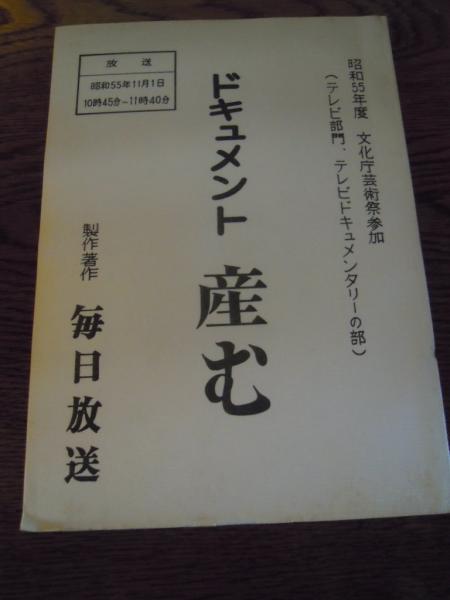 昭和55年度 文化庁芸術祭参加
(テレビ部門、テレビドキュメンタリーの部)
ドキュメント 産む
放送
昭和55年11月1日
10時45分~11時40分
製作著作 毎日放送